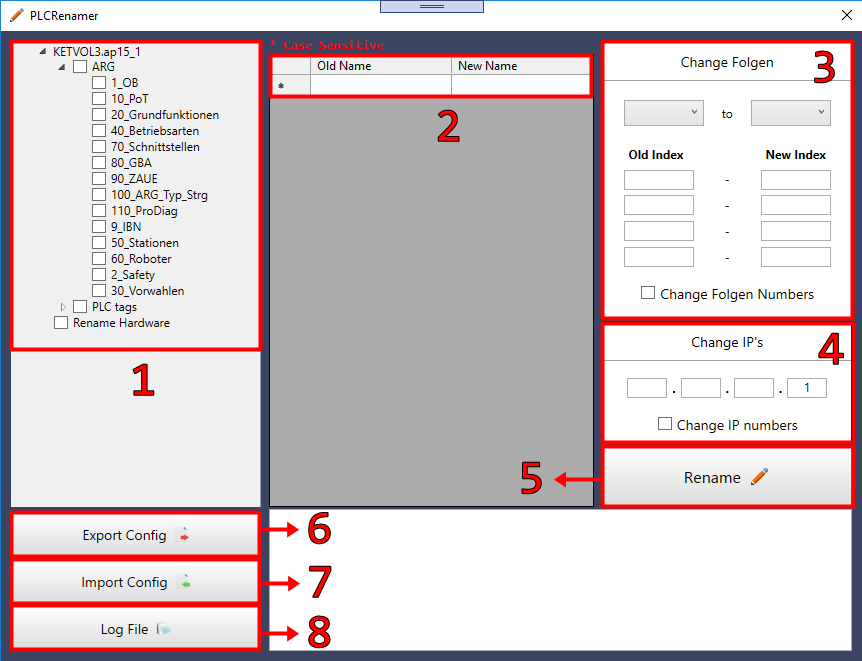 PLCRenamer
KETVOL3.ap15_1
ARG
1_OB
10_PoT
20_Grundfunktionen
40_Betriebsarten
70_Schnittstellen
80_GBA
90_ZAUE
100_ARG_Typ_Strg
110_ProDiag
9_IBN
50_Stationen
60_Roboter
2_Safety
30_Vorwahlen
PLC tags
Rename Hardware
1
* Case Sensitive
Old Name New Name
*
2
Change Folgen
3
to
Old Index New Index
-
-
-
-
Change Folgen Numbers
Change IP's
4
. . . 1
Change IP numbers
5
Rename
Export Config
6
Import Config
7
Log File
8